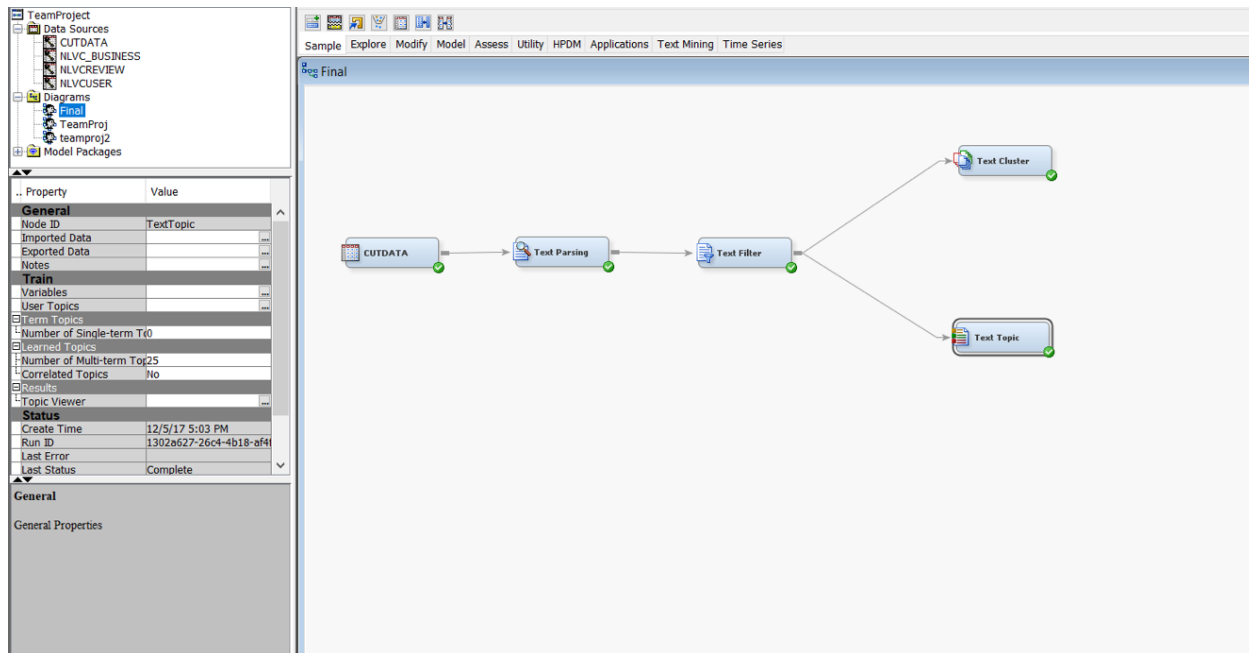 TeamProject
Data Sources
CUTDATA
NLVC_BUSINESS
NLVCREVIEW
NLVCUSER
Diagrams
Final
TeamProj
teamproj2
Model Packages
.. Property Value
General
Node ID TextTopic
Imported Data ...
Exported Data ...
Notes ...
Train
Variables ...
User Topics ...
Term Topics
Number of Single-term To 0
Learned Topics
Number of Multi-term Top 25
Correlated Topics No
Results
Topic Viewer ...
Status
Create Time 12/5/17 5:03 PM
Run ID 1302a627-26c4-4b18-af4f
Last Error
Last Status Complete
General
General Properties
Sample Explore Modify Model Assess Utility HPDM Applications Text Mining Time Series
Final
Text Cluster
CUTDATA Text Parsing Text Filter
Text Topic